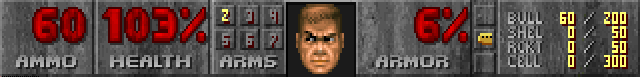 60 103% 2 3 4 6%
5 6 7
AMMO HEALTH ARMS ARMOR
BULL 60 / 200
SHEL 0 / 50
RCKT 0 / 50
CELL 0 / 300